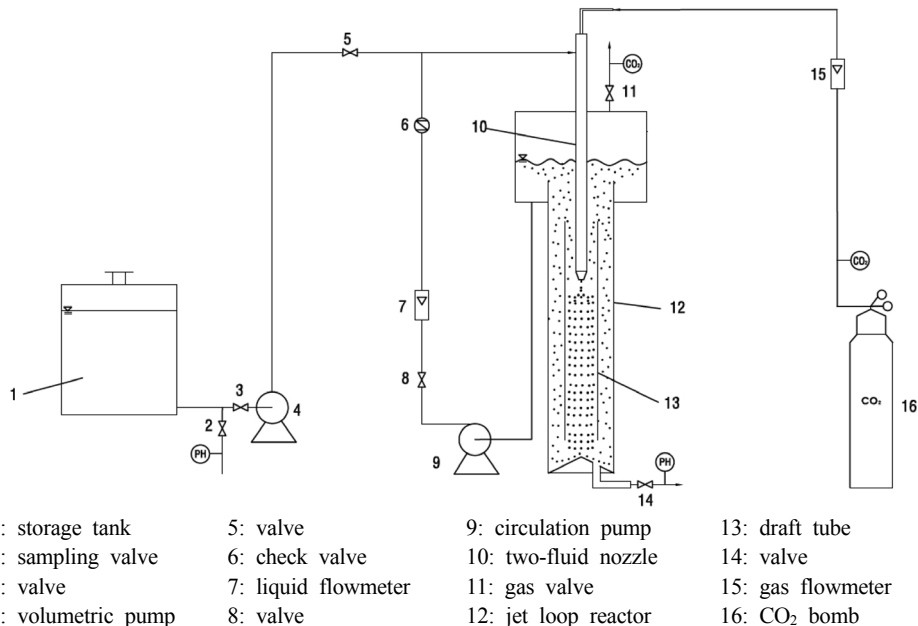 5
CO₂
15
11
6
10
CO₂
7
12
1
3
8
13
CO₂
16
2
4
PH
9
PH
14
: storage tank 5: valve 9: circulation pump 13: draft tube
: sampling valve 6: check valve 10: two-fluid nozzle 14: valve
: valve 7: liquid flowmeter 11: gas valve 15: gas flowmeter
: volumetric pump 8: valve 12: jet loop reactor 16: CO₂ bomb